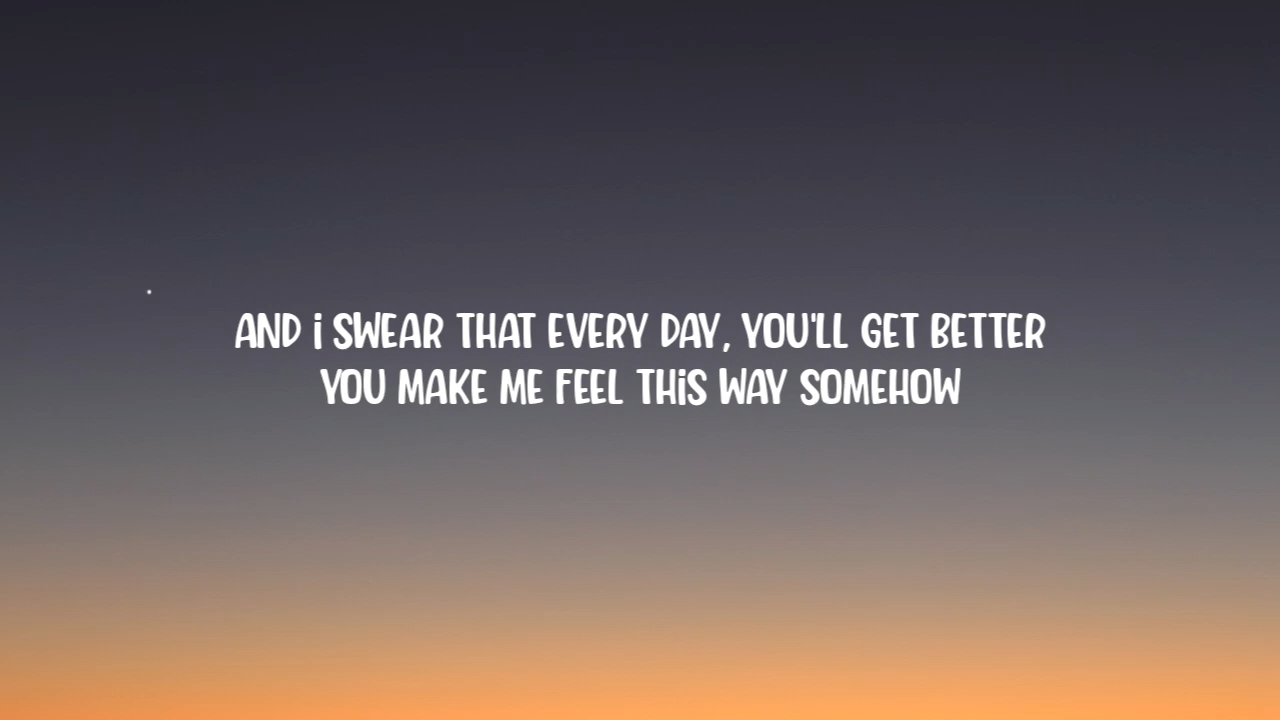 AND i SWEAR THAT EVERY DAY, YOU'LL GET BETTER
YOU MAKE ME FEEL THiS WAY SOMEHOW